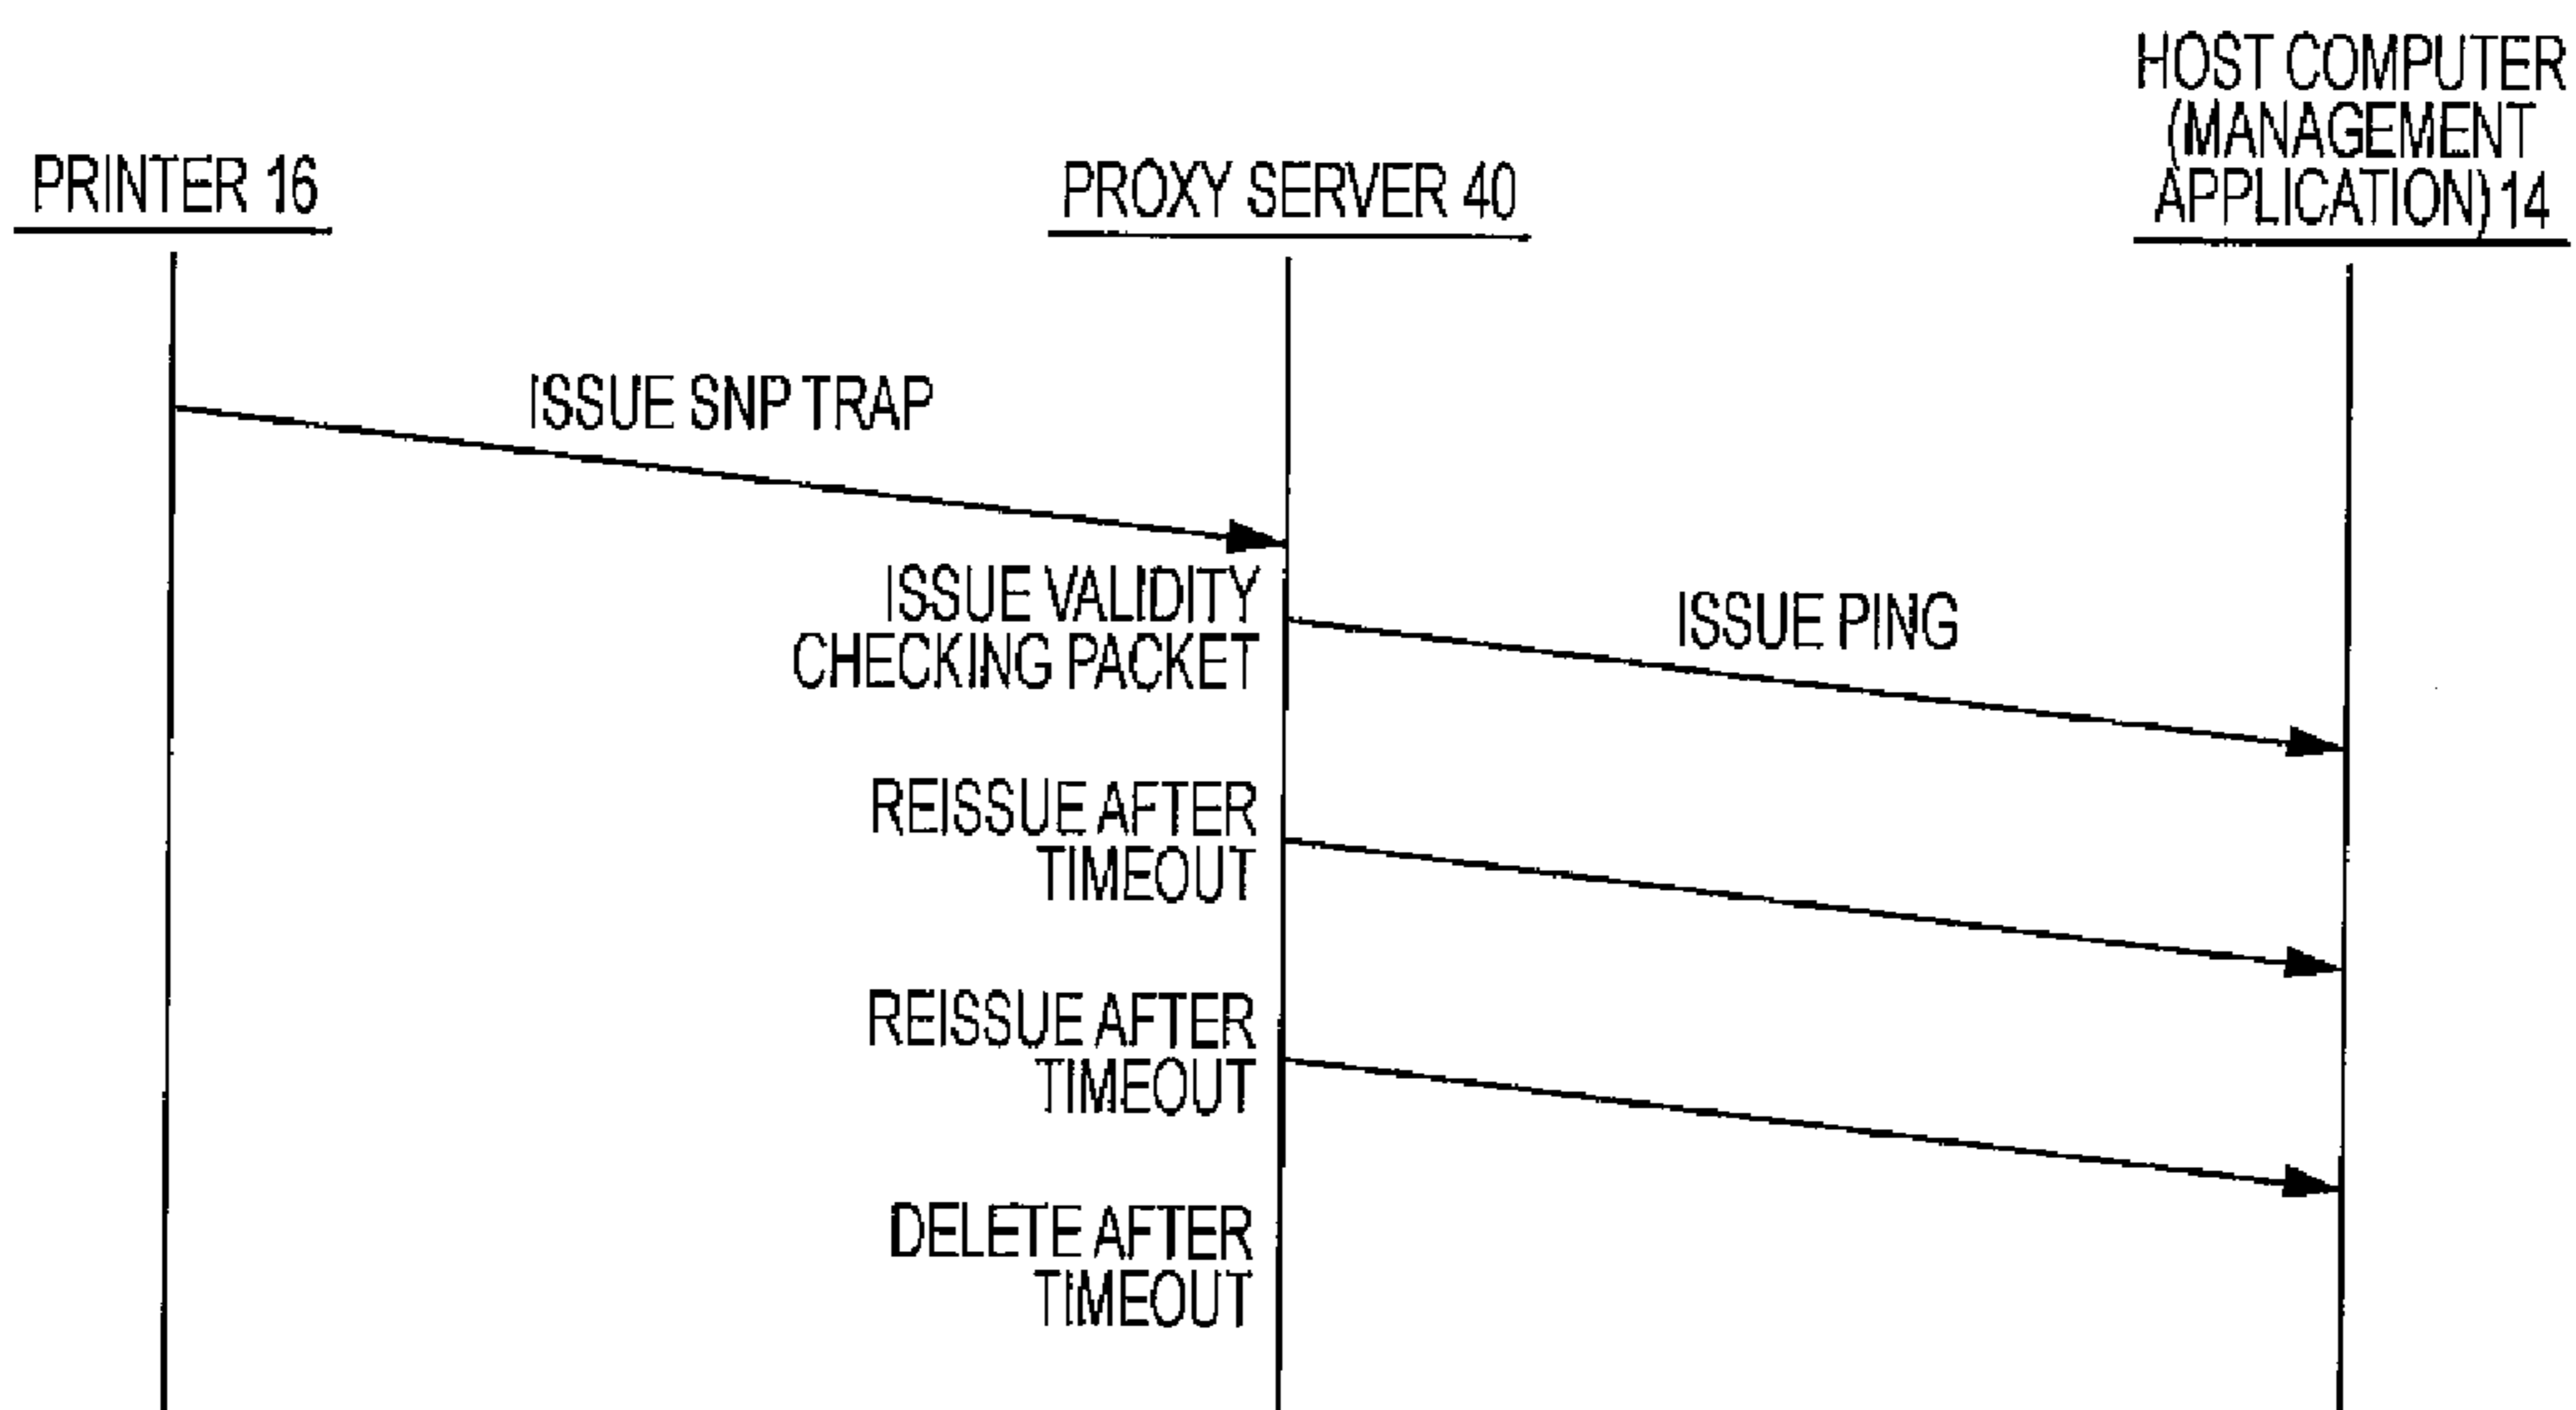 PRINTER 16
PROXY SERVER 40
HOST COMPUTER
(MANAGEMENT
APPLICATION) 14
ISSUE SNP TRAP
ISSUE VALIDITY
CHECKING PACKET
ISSUE PING
REISSUE AFTER
TIMEOUT
REISSUE AFTER
TIMEOUT
DELETE AFTER
TIMEOUT